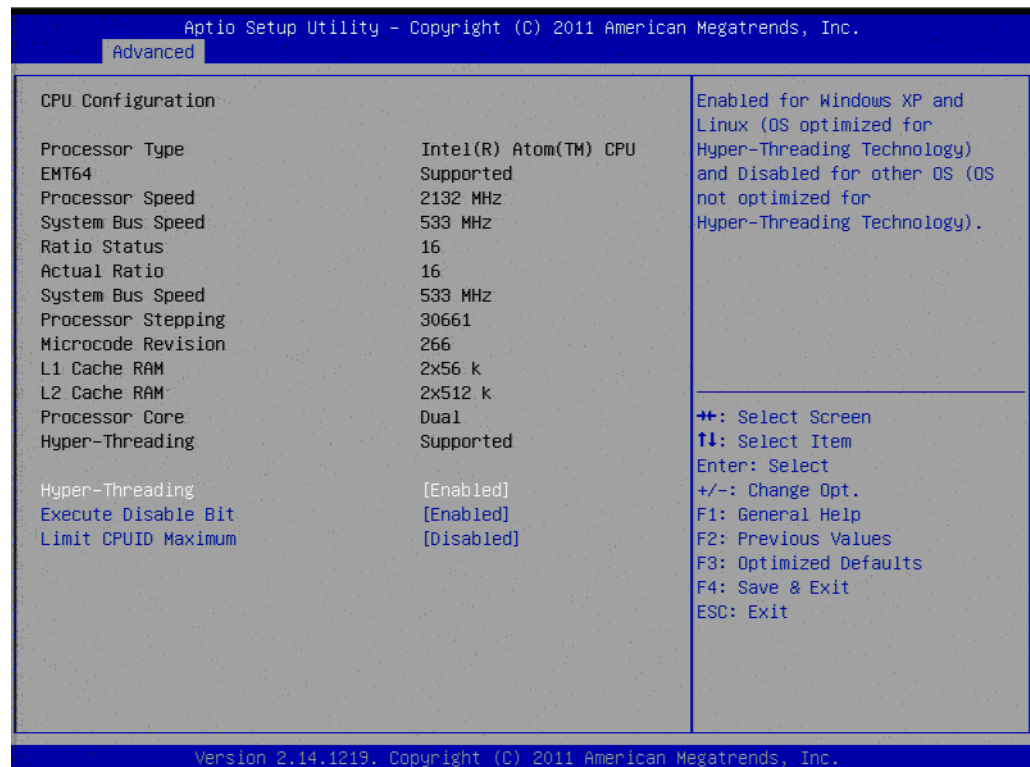 Aptio Setup Utility – Copyright (C) 2011 American Megatrends, Inc.
Advanced
CPU Configuration
Processor Type Intel(R) Atom(TM) CPU
EMT64 Supported
Processor Speed 2132 MHz
System Bus Speed 533 MHz
Ratio Status 16
Actual Ratio 16
System Bus Speed 533 MHz
Processor Stepping 30661
Microcode Revision 266
L1 Cache RAM 2x56 k
L2 Cache RAM 2x512 k
Processor Core Dual
Hyper-Threading Supported
Hyper-Threading [Enabled]
Execute Disable Bit [Enabled]
Limit CPUID Maximum [Disabled]
Enabled for Windows XP and
Linux (OS optimized for
Hyper-Threading Technology)
and Disabled for other OS (OS
not optimized for
Hyper-Threading Technology).
→←: Select Screen
↑↓: Select Item
Enter: Select
+/-: Change Opt.
F1: General Help
F2: Previous Values
F3: Optimized Defaults
F4: Save & Exit
ESC: Exit
Version 2.14.1219. Copyright (C) 2011 American Megatrends, Inc.